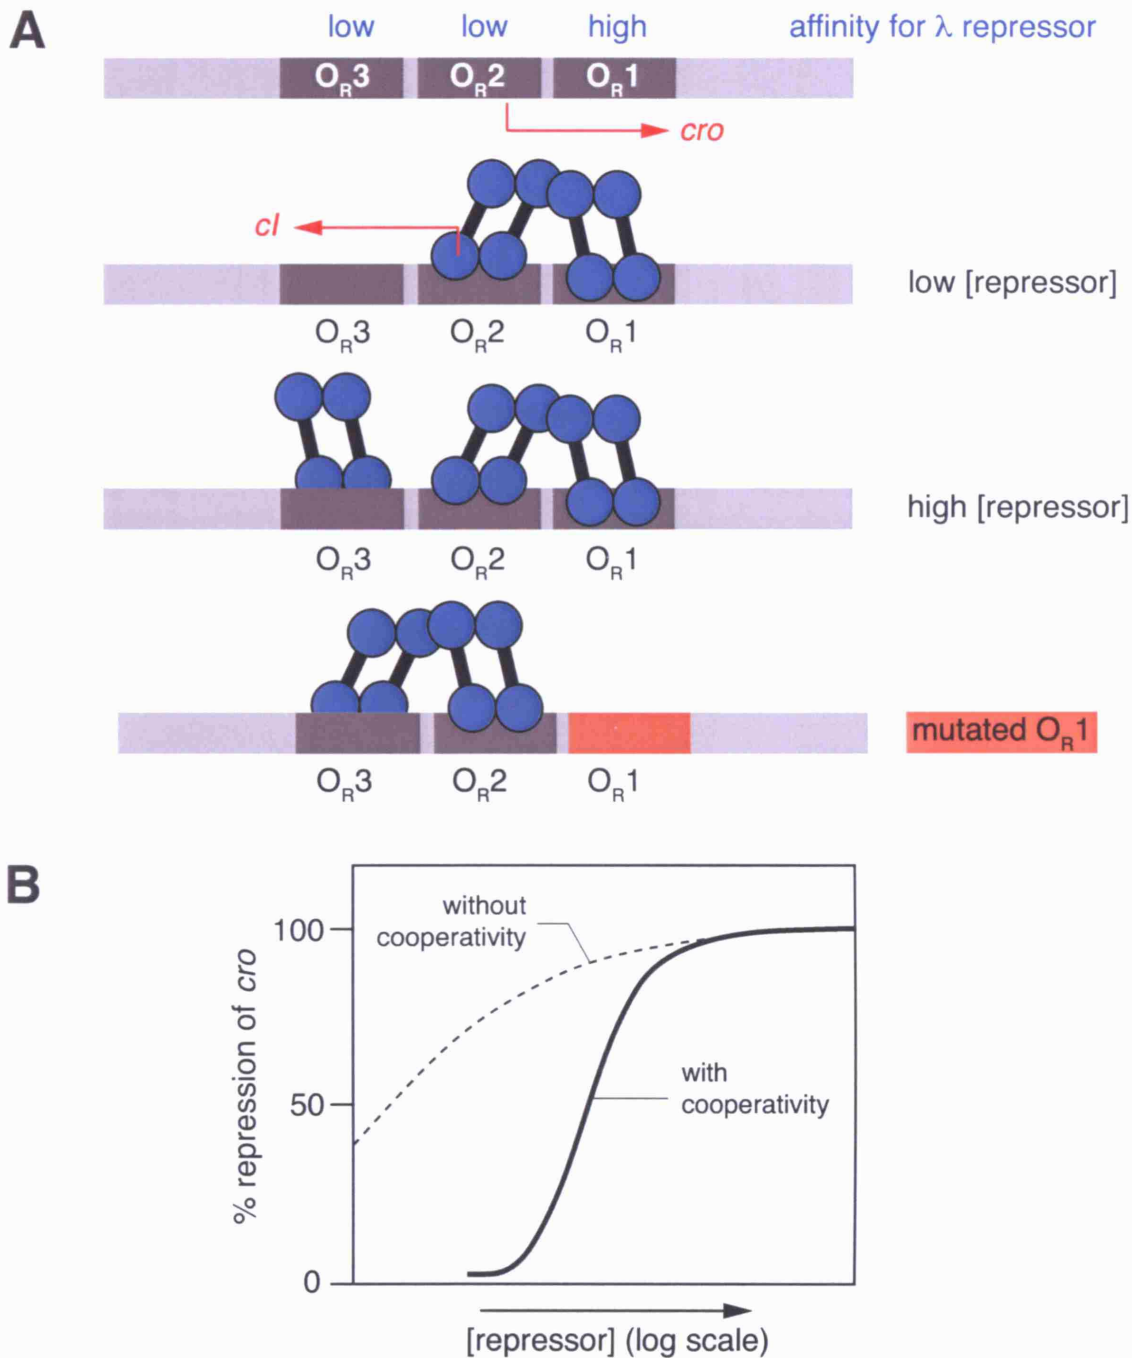 A
low low high affinity for λ repressor
OR3 OR2 OR1
cro
cI
low [repressor]
OR3 OR2 OR1
high [repressor]
OR3 OR2 OR1
mutated OR1
OR3 OR2 OR1
B
without
cooperativity
100
with
cooperativity
50
0
% repression of cro
[repressor] (log scale)